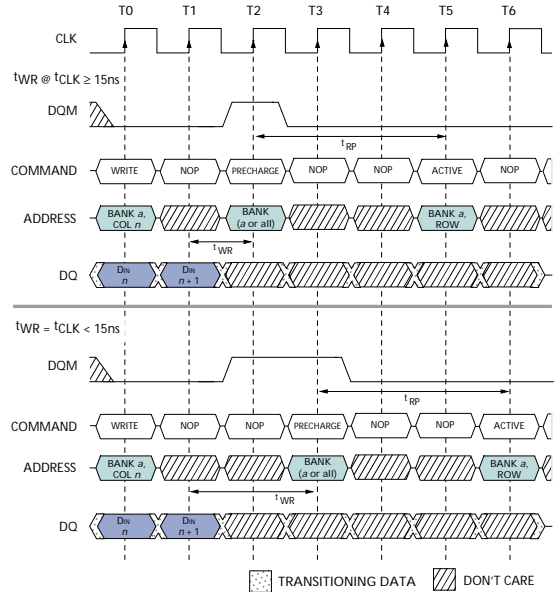 T0 T1 T2 T3 T4 T5 T6
CLK
tWR @ tCLK ≥ 15ns
DQM
tRP
COMMAND WRITE NOP PRECHARGE NOP NOP ACTIVE NOP
ADDRESS BANK a, COL n BANK (a or all) BANK a, ROW
tWR
DQ DIN n DIN n + 1
tWR = tCLK < 15ns
DQM
tRP
COMMAND WRITE NOP NOP PRECHARGE NOP NOP ACTIVE
ADDRESS BANK a, COL n BANK (a or all) BANK a, ROW
tWR
DQ DIN n DIN n + 1
TRANSITIONING DATA DON'T CARE